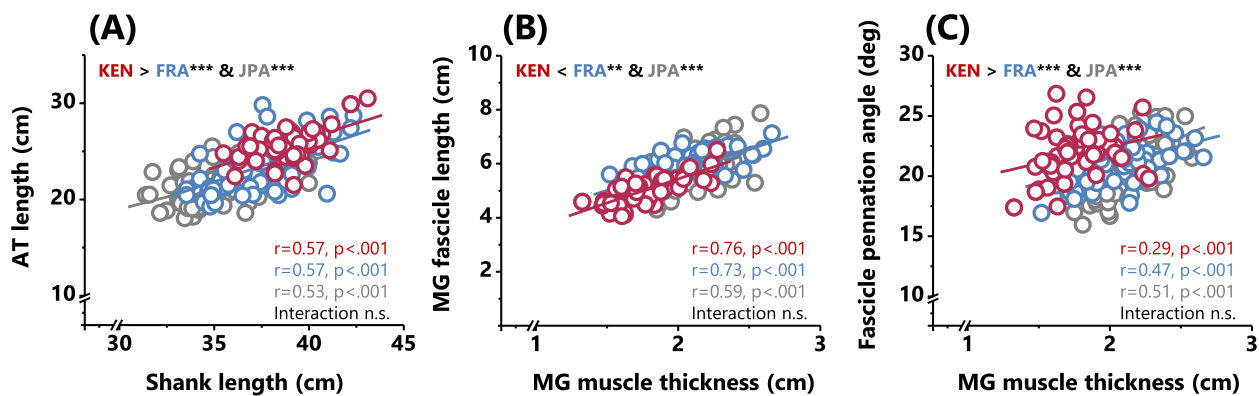 (A)
KEN > FRA*** & JPA***
AT length (cm)
30
20
10
30
35
40
45
Shank length (cm)
r=0.57, p<.001
r=0.57, p<.001
r=0.53, p<.001
Interaction n.s.
(B)
KEN < FRA** & JPA***
MG fascicle length (cm)
10
8
6
4
2
0
1
2
3
MG muscle thickness (cm)
r=0.76, p<.001
r=0.73, p<.001
r=0.59, p<.001
Interaction n.s.
(C)
KEN > FRA*** & JPA***
Fascicle pennation angle (deg)
30
25
20
15
10
1
2
3
MG muscle thickness (cm)
r=0.29, p<.001
r=0.47, p<.001
r=0.51, p<.001
Interaction n.s.